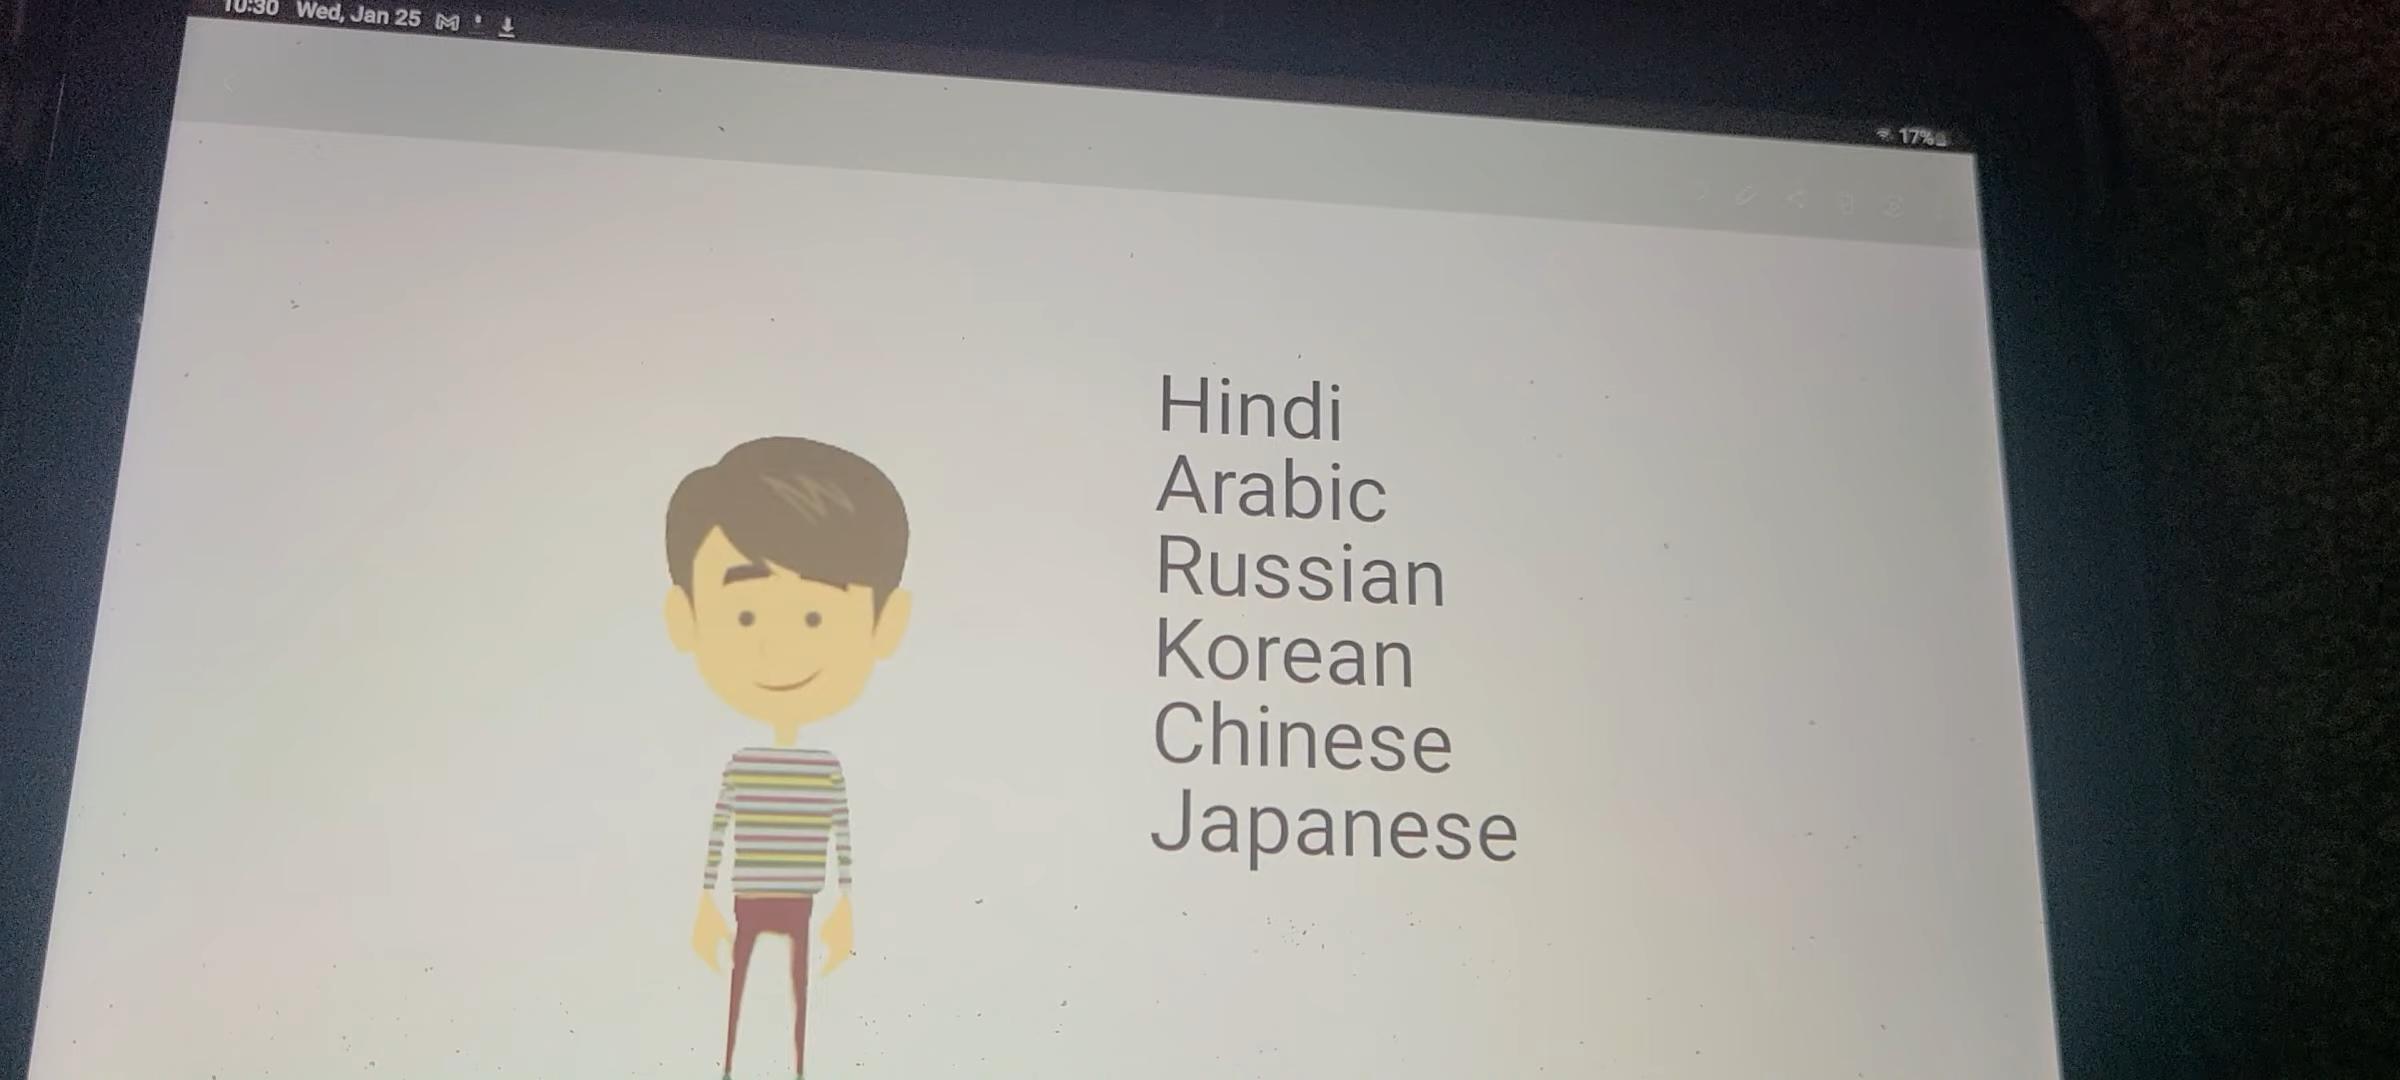 10:30 Wed, Jan 25
17%
Hindi
Arabic
Russian
Korean
Chinese
Japanese